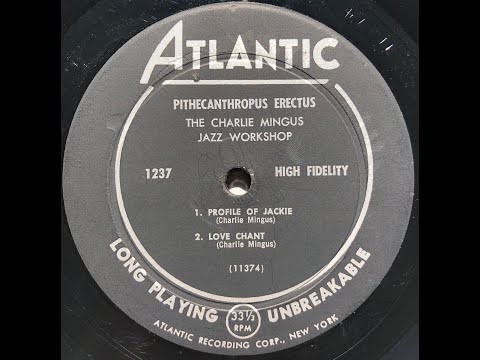 ATLANTIC
PITHECANTHROPUS ERECTUS
THE CHARLIE MINGUS
JAZZ WORKSHOP
1237 HIGH FIDELITY
1. PROFILE OF JACKIE
(Charlie Mingus)
2. LOVE CHANT
(Charlie Mingus)
(11374)
LONG PLAYING 33⅓ RPM UNBREAKABLE
ATLANTIC RECORDING CORP., NEW YORK